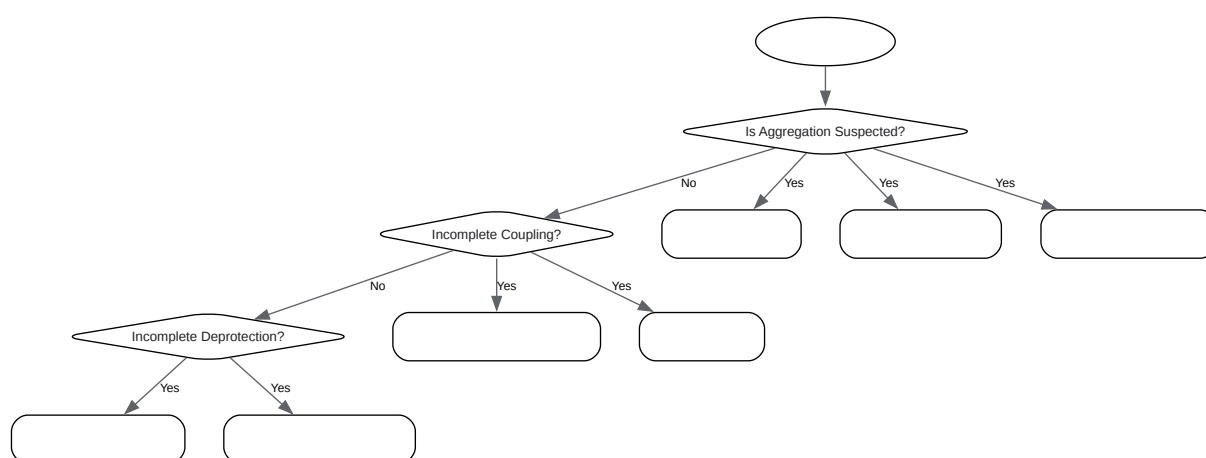 Is Aggregation Suspected?
No
Yes
Yes
Yes
Incomplete Coupling?
No
Yes
Yes
Incomplete Deprotection?
Yes
Yes